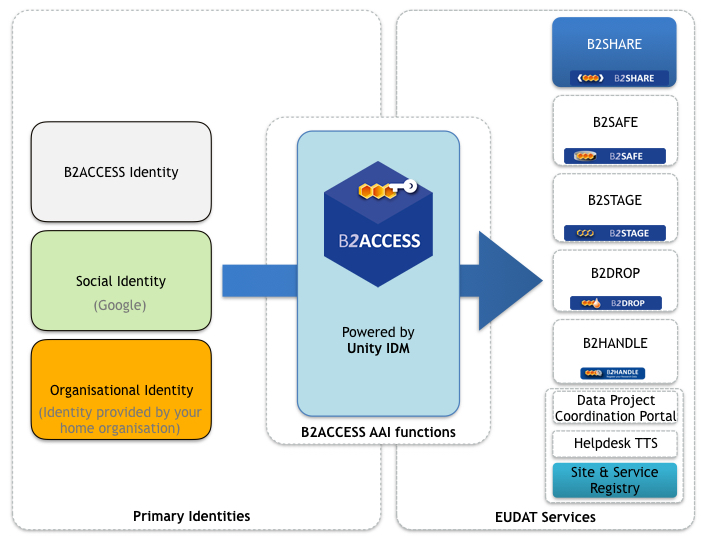 B2ACCESS Identity
Social Identity
(Google)
Organisational Identity
(Identity provided by your
home organisation)
Primary Identities
B2ACCESS
Powered by
Unity IDM
B2ACCESS AAI functions
B2SHARE
B2SHARE
B2SAFE
B2SAFE
B2STAGE
B2STAGE
B2DROP
B2DROP
B2HANDLE
B2HANDLE
Data Project
Coordination Portal
Helpdesk TTS
Site & Service
Registry
EUDAT Services